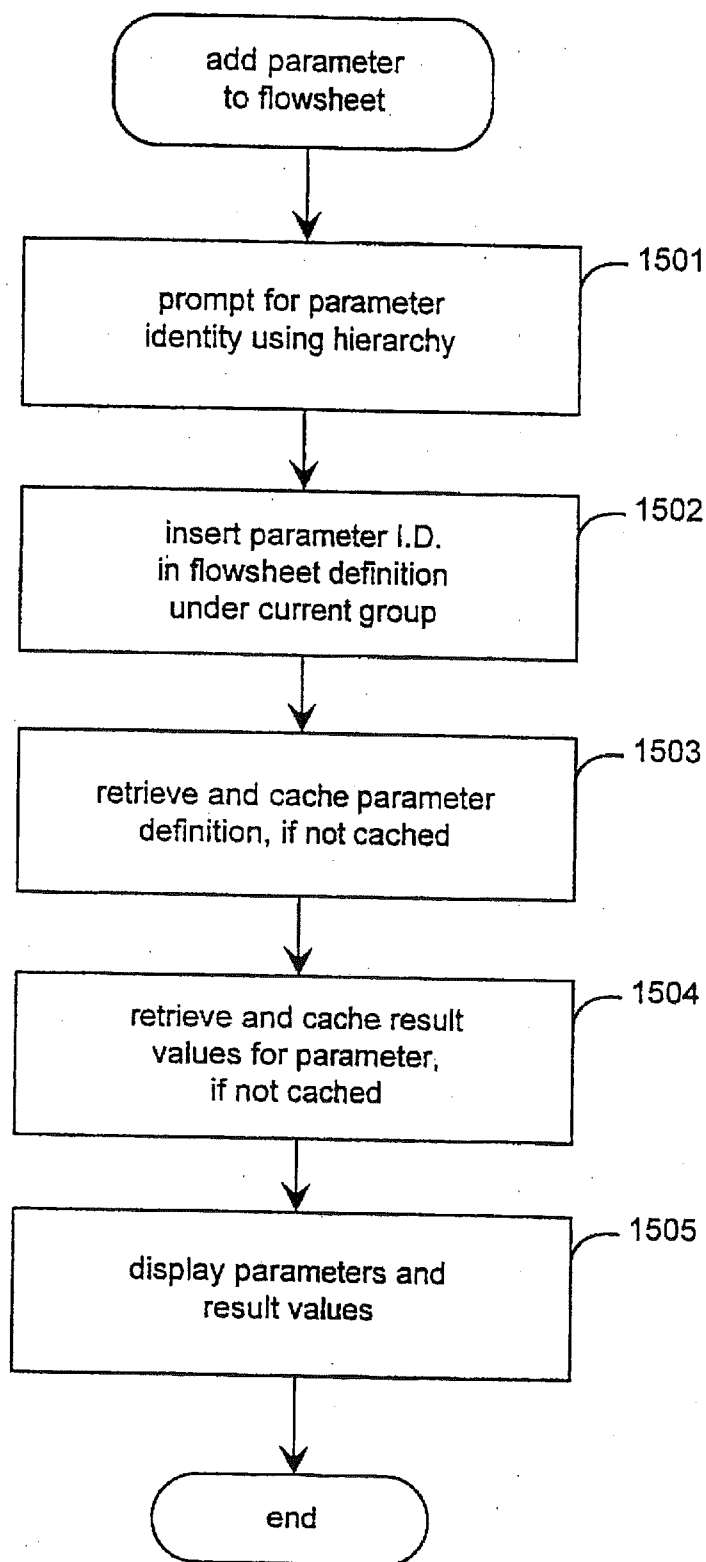 add parameter
to flowsheet
1501
prompt for parameter
identity using hierarchy
1502
insert parameter I.D.
in flowsheet definition
under current group
1503
retrieve and cache parameter
definition, if not cached
1504
retrieve and cache result
values for parameter,
if not cached
1505
display parameters and
result values
end